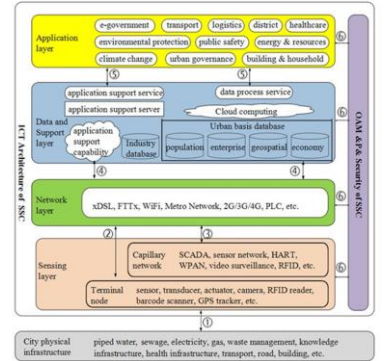 Application layer
e-government transport logistics district healthcare
environmental protection public safety energy & resources
climate change urban governance building & household
⑥
⑤ ⑤
Data and Support layer
application support service data process service
application support server Cloud computing
application support capability
Industry database
Urban basis database
population enterprise geospatial economy
⑥
④ ④
Network layer
xDSL, FTTx, WiFi, Metro Network, 2G/3G/4G, PLC, etc.
⑥
② ③
Sensing layer
Capillary network
SCADA, sensor network, HART,
WPAN, video surveillance, RFID, etc.
Terminal node
sensor, transducer, actuator, camera, RFID reader,
barcode scanner, GPS tracker, etc.
⑥
①
City physical infrastructure
piped water, sewage, electricity, gas, waste management, knowledge
infrastructure, health infrastructure, transport, road, building, etc.
ICT Architecture of SSC
OAM &P& Security of SSC